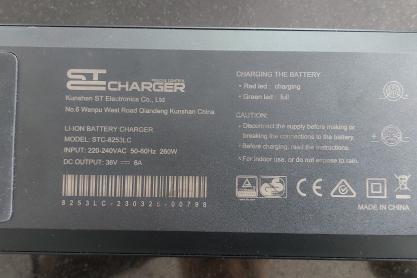 ST CHARGER
Kunshan ST Electronics Co., Ltd
No.6 Wanpu West Road Qiandeng Kunshan China
LI-ION BATTERY CHARGER
MODEL: STC-8253LC
INPUT: 220-240VAC 50-60Hz 260W
DC OUTPUT: 36V ⎓ 6A
8253LC-230325-00798
CHARGING THE BATTERY
• Red led: charging
• Green led: full
CAUTION:
• Disconnect the supply before making or
breaking the connections to the battery.
• Before charging, read the instructions.
• For indoor use, or do not expose to rain.
CE
MADE IN CHINA